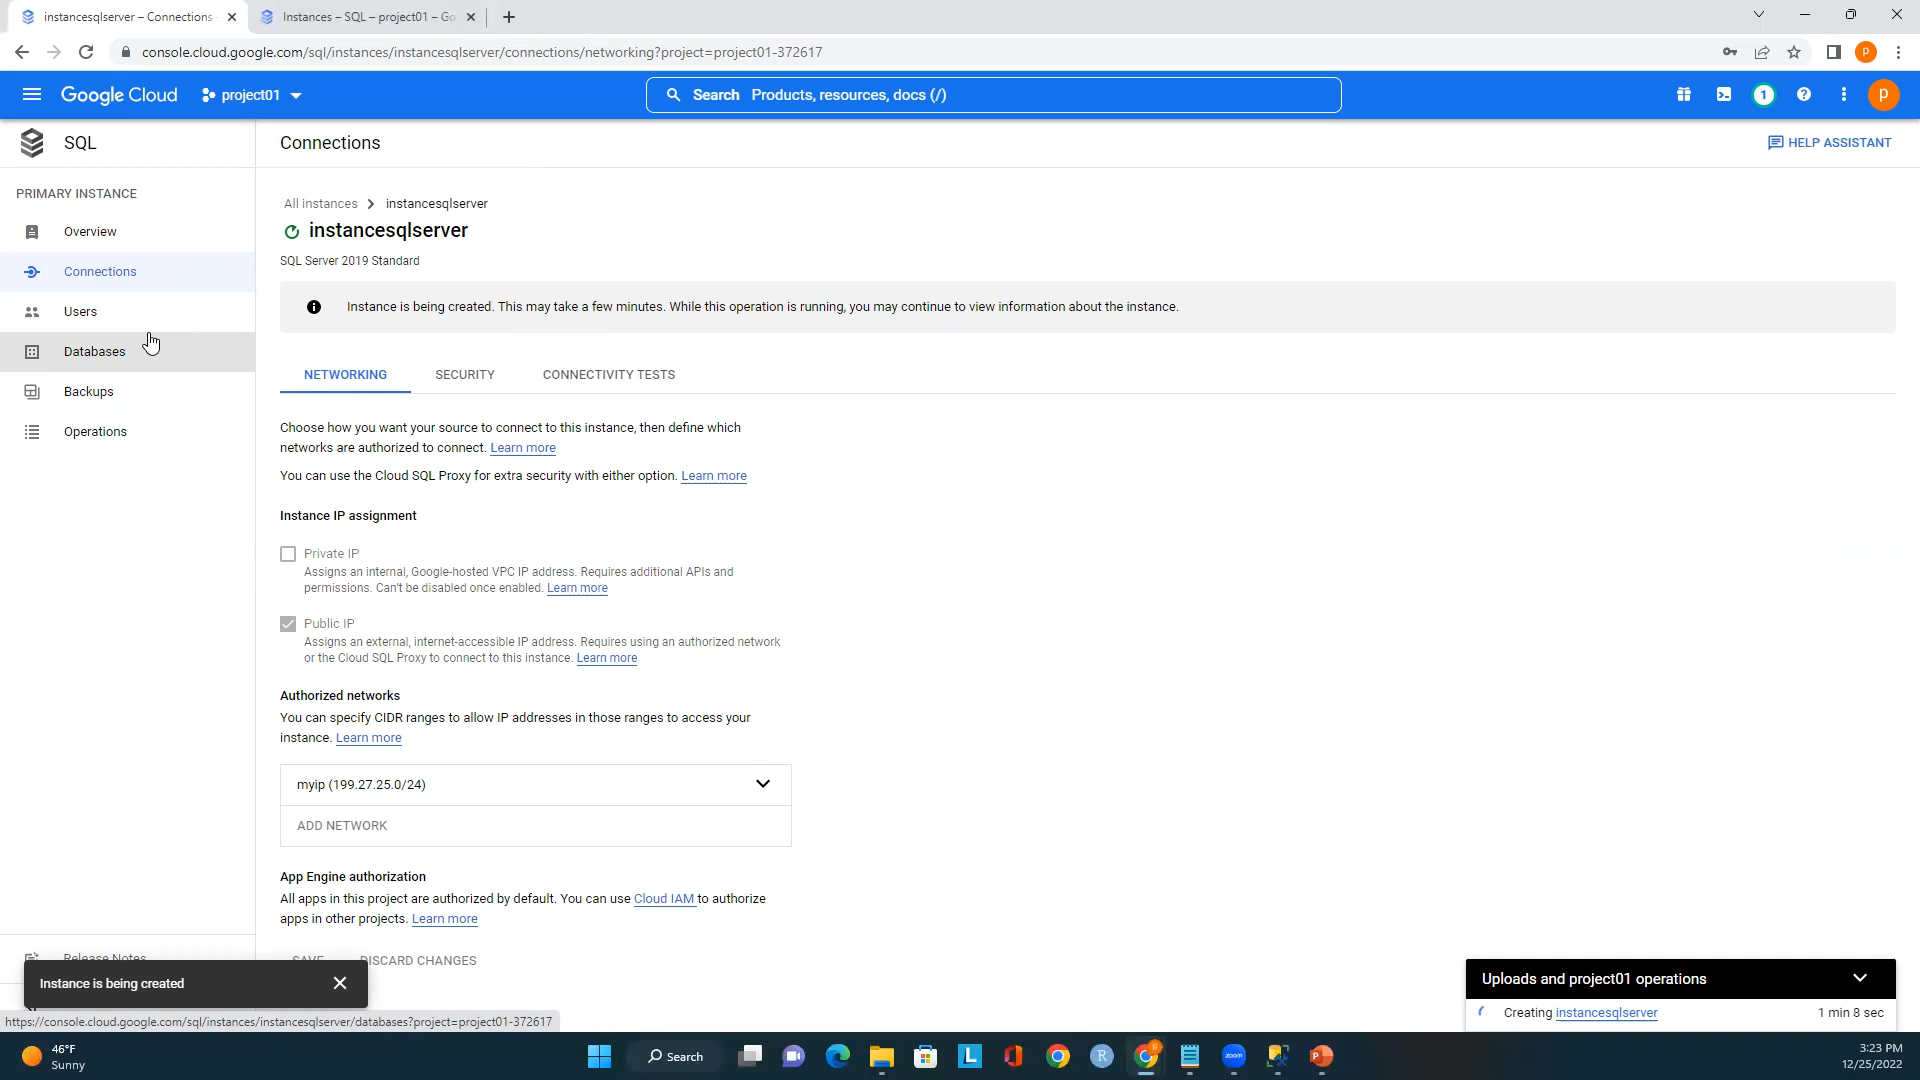 instancesqlserver – Connections
Instances – SQL – project01 – Go
console.cloud.google.com/sql/instances/instancesqlserver/connections/networking?project=project01-372617
P
Google Cloud
project01
Search Products, resources, docs (/)
1
P
SQL
Connections
HELP ASSISTANT
PRIMARY INSTANCE
Overview
Connections
Users
Databases
Backups
Operations
Release Notes
All instances
instancesqlserver
instancesqlserver
SQL Server 2019 Standard
Instance is being created. This may take a few minutes. While this operation is running, you may continue to view information about the instance.
NETWORKING
SECURITY
CONNECTIVITY TESTS
Choose how you want your source to connect to this instance, then define which
networks are authorized to connect. Learn more
You can use the Cloud SQL Proxy for extra security with either option. Learn more
Instance IP assignment
Private IP
Assigns an internal, Google-hosted VPC IP address. Requires additional APIs and
permissions. Can't be disabled once enabled. Learn more
Public IP
Assigns an external, internet-accessible IP address. Requires using an authorized network
or the Cloud SQL Proxy to connect to this instance. Learn more
Authorized networks
You can specify CIDR ranges to allow IP addresses in those ranges to access your
instance. Learn more
myip (199.27.25.0/24)
ADD NETWORK
App Engine authorization
All apps in this project are authorized by default. You can use Cloud IAM to authorize
apps in other projects. Learn more
SAVE
DISCARD CHANGES
Instance is being created
https://console.cloud.google.com/sql/instances/instancesqlserver/databases?project=project01-372617
Uploads and project01 operations
Creating instancesqlserver
1 min 8 sec
46°F
Sunny
Search
L
R
zoom
P
3:23 PM
12/25/2022